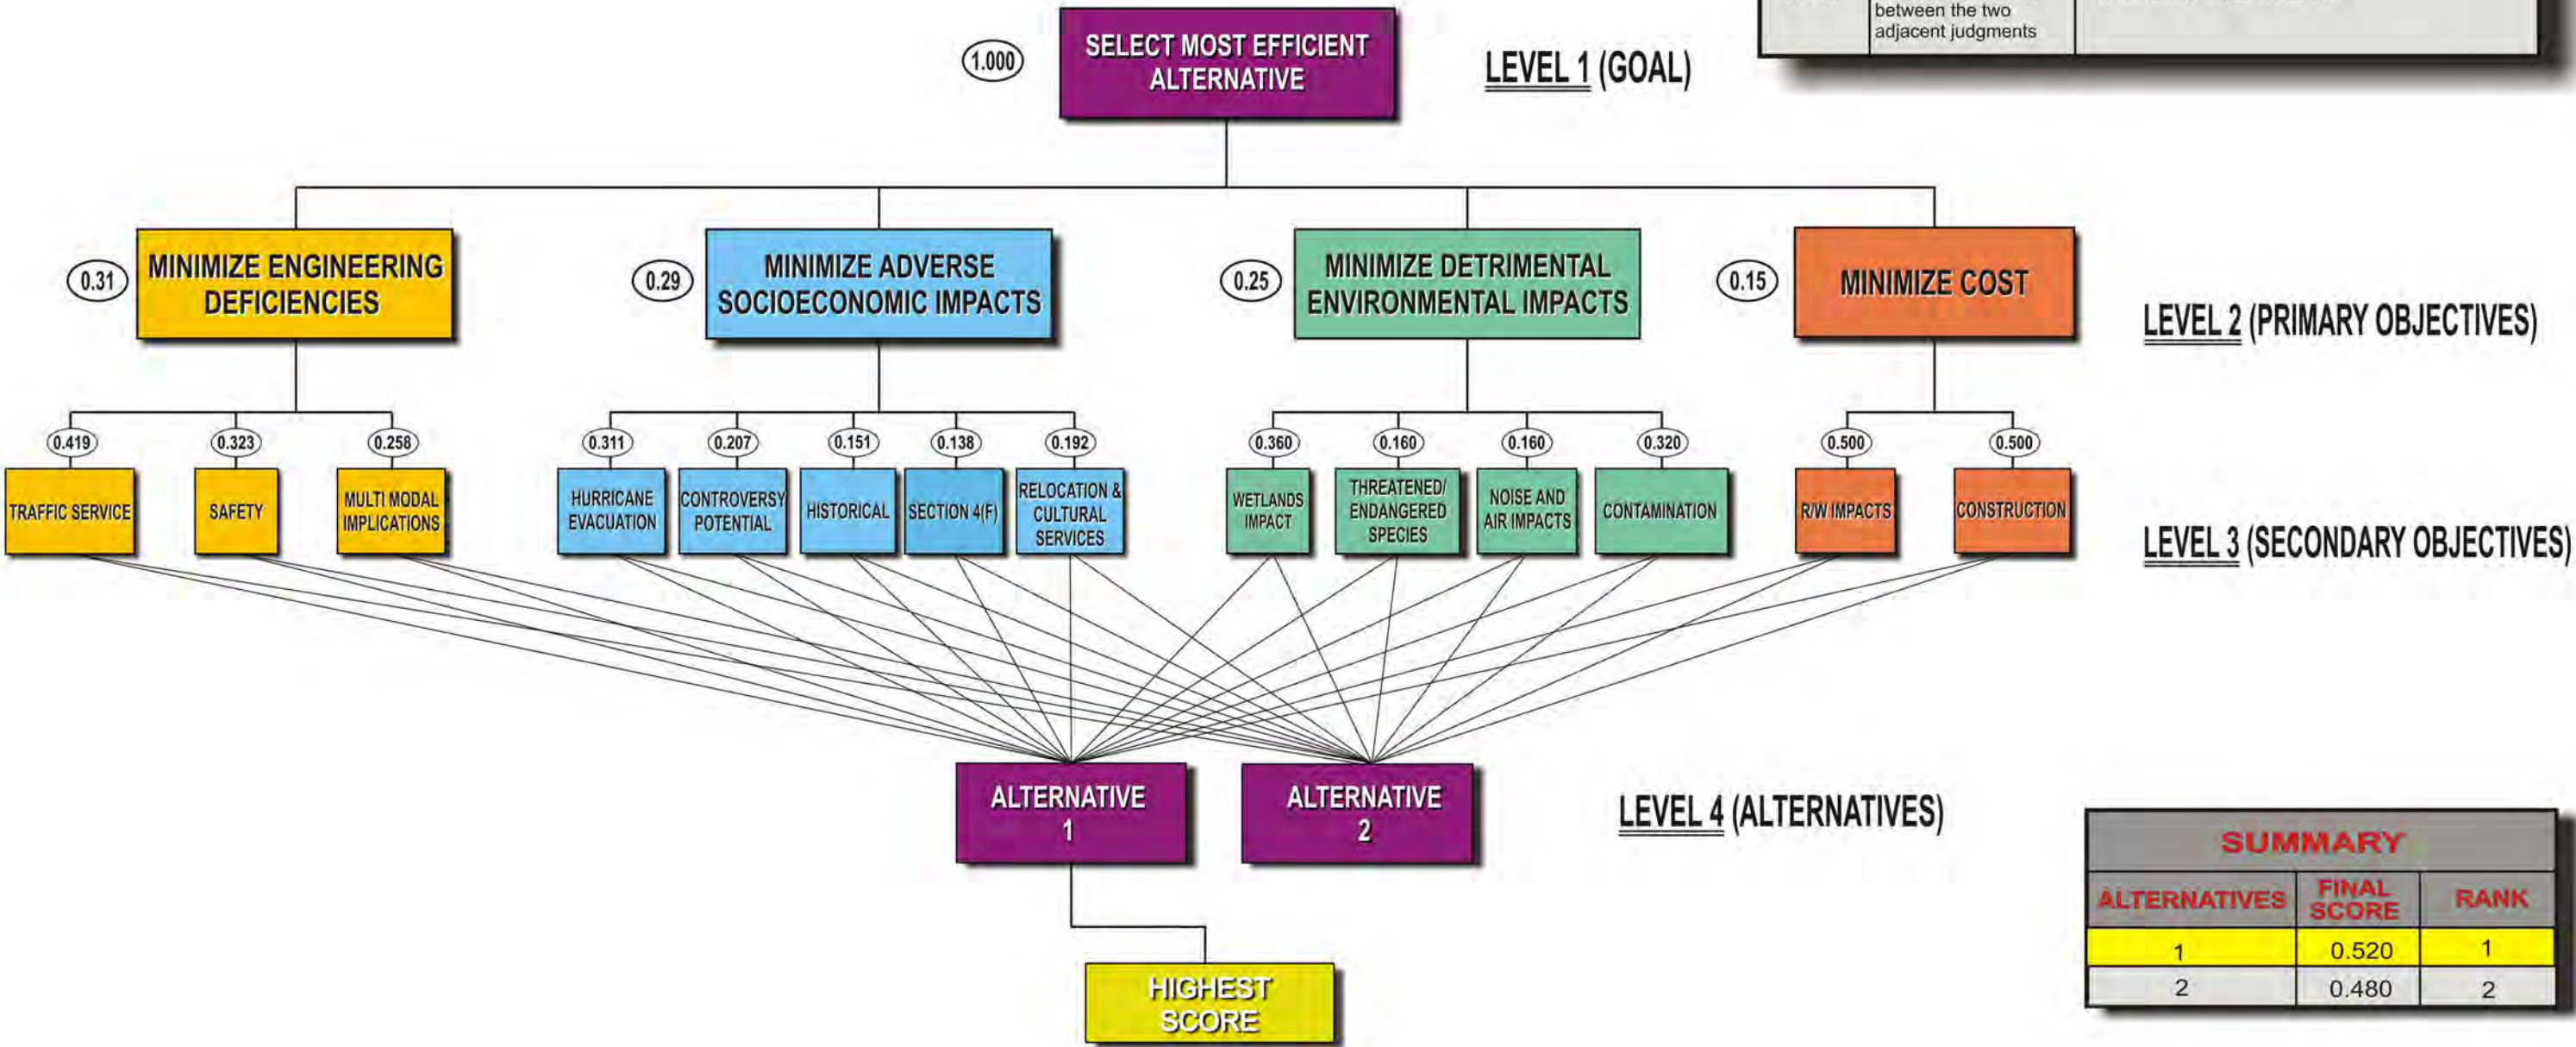 between the two
adjacent judgments
1.000
SELECT MOST EFFICIENT
ALTERNATIVE
LEVEL 1 (GOAL)
0.31
MINIMIZE ENGINEERING
DEFICIENCIES
0.29
MINIMIZE ADVERSE
SOCIOECONOMIC IMPACTS
0.25
MINIMIZE DETRIMENTAL
ENVIRONMENTAL IMPACTS
0.15
MINIMIZE COST
LEVEL 2 (PRIMARY OBJECTIVES)
0.419
0.323
0.258
0.311
0.207
0.151
0.138
0.192
0.360
0.160
0.160
0.320
0.500
0.500
TRAFFIC SERVICE
SAFETY
MULTI MODAL
IMPLICATIONS
HURRICANE
EVACUATION
CONTROVERSY
POTENTIAL
HISTORICAL
SECTION 4(F)
RELOCATION &
CULTURAL
SERVICES
WETLANDS
IMPACT
THREATENED/
ENDANGERED
SPECIES
NOISE AND
AIR IMPACTS
CONTAMINATION
R/W IMPACTS
CONSTRUCTION
LEVEL 3 (SECONDARY OBJECTIVES)
ALTERNATIVE
1
ALTERNATIVE
2
LEVEL 4 (ALTERNATIVES)
HIGHEST
SCORE
SUMMARY
ALTERNATIVES FINAL SCORE RANK
1 0.520 1
2 0.480 2